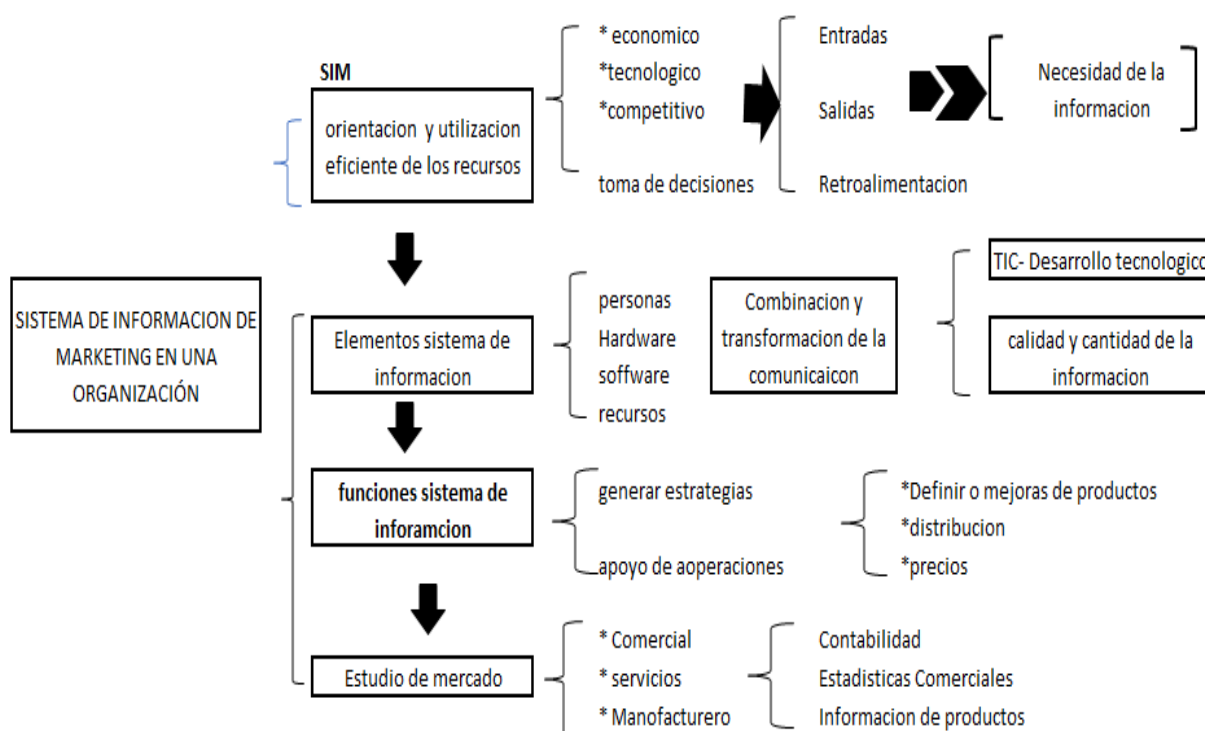 SIM
orientacion y utilizacion
eficiente de los recursos
* economico
*tecnologico
*competitivo
toma de decisiones
Entradas
Salidas
Retroalimentacion
Necesidad de la
informacion
SISTEMA DE INFORMACION DE
MARKETING EN UNA
ORGANIZACIÓN
Elementos sistema de
informacion
personas
Hardware
soffware
recursos
Combinacion y
transformacion de la
comunicaicon
TIC- Desarrollo tecnologico
calidad y cantidad de la
informacion
funciones sistema de
inforamcion
generar estrategias
apoyo de aoperaciones
*Definir o mejoras de productos
*distribucion
*precios
Estudio de mercado
* Comercial
* servicios
* Manofacturero
Contabilidad
Estadisticas Comerciales
Informacion de productos